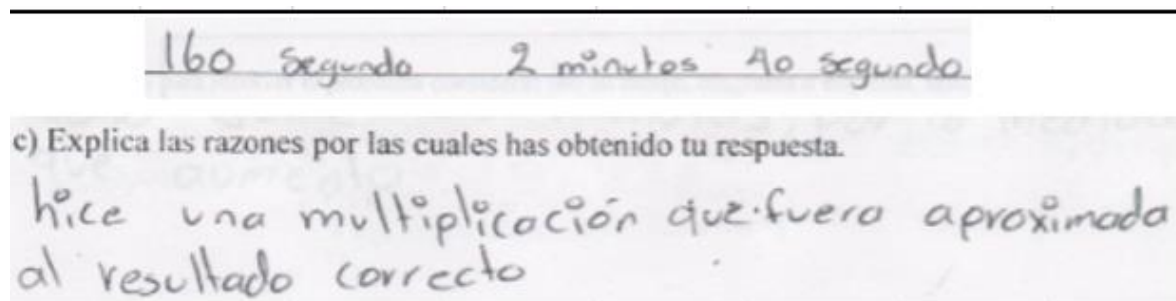 160 Segundo 2 minutos 40 segundo
c) Explica las razones por las cuales has obtenido tu respuesta.
hice una multiplicación que fuera aproximada
al resultado correcto